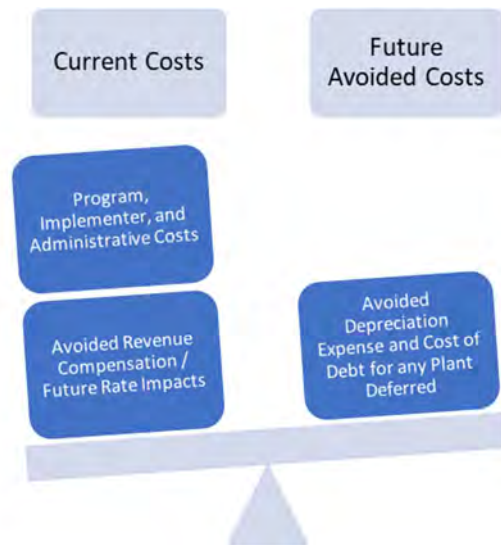 Current Costs
Future
Avoided Costs
Program,
Implementer, and
Administrative Costs
Avoided Revenue
Compensation /
Future Rate Impacts
Avoided
Depreciation
Expense and Cost of
Debt for any Plant
Deferred